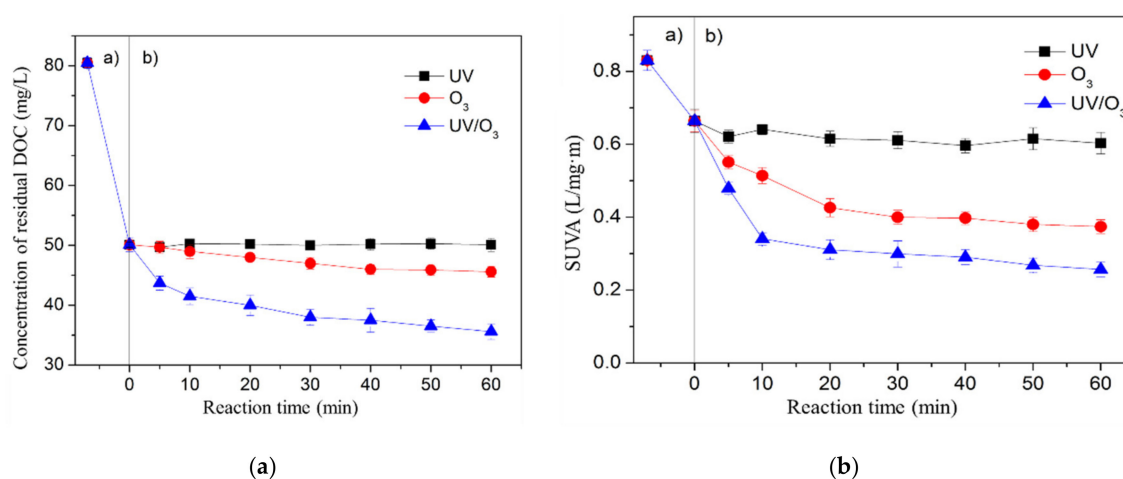 a) b)
UV
O₃
UV/O₃
Concentration of residual DOC (mg/L)
80
70
60
50
40
30
0 10 20 30 40 50 60
Reaction time (min)
(a)
a) b)
UV
O₃
UV/O₃
SUVA (L/mg·m)
0.8
0.6
0.4
0.2
0.0
0 10 20 30 40 50 60
Reaction time (min)
(b)